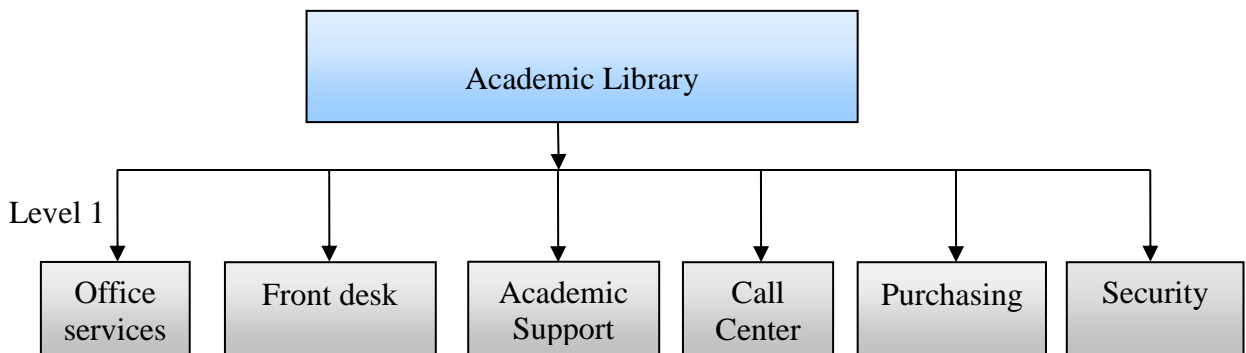 Academic Library
Level 1
Office
services
Front desk
Academic
Support
Call
Center
Purchasing
Security